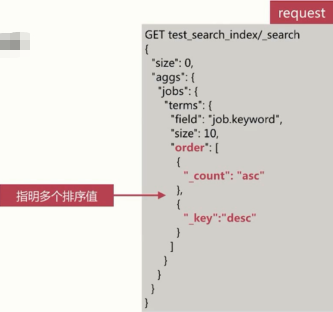 request
GET test_search_index/_search
{
"size": 0,
"aggs": {
"jobs": {
"terms": {
"field": "job.keyword",
"size": 10,
"order": [
{
"_count": "asc"
},
{
"_key":"desc"
}
]
}
}
}
}
指明多个排序值